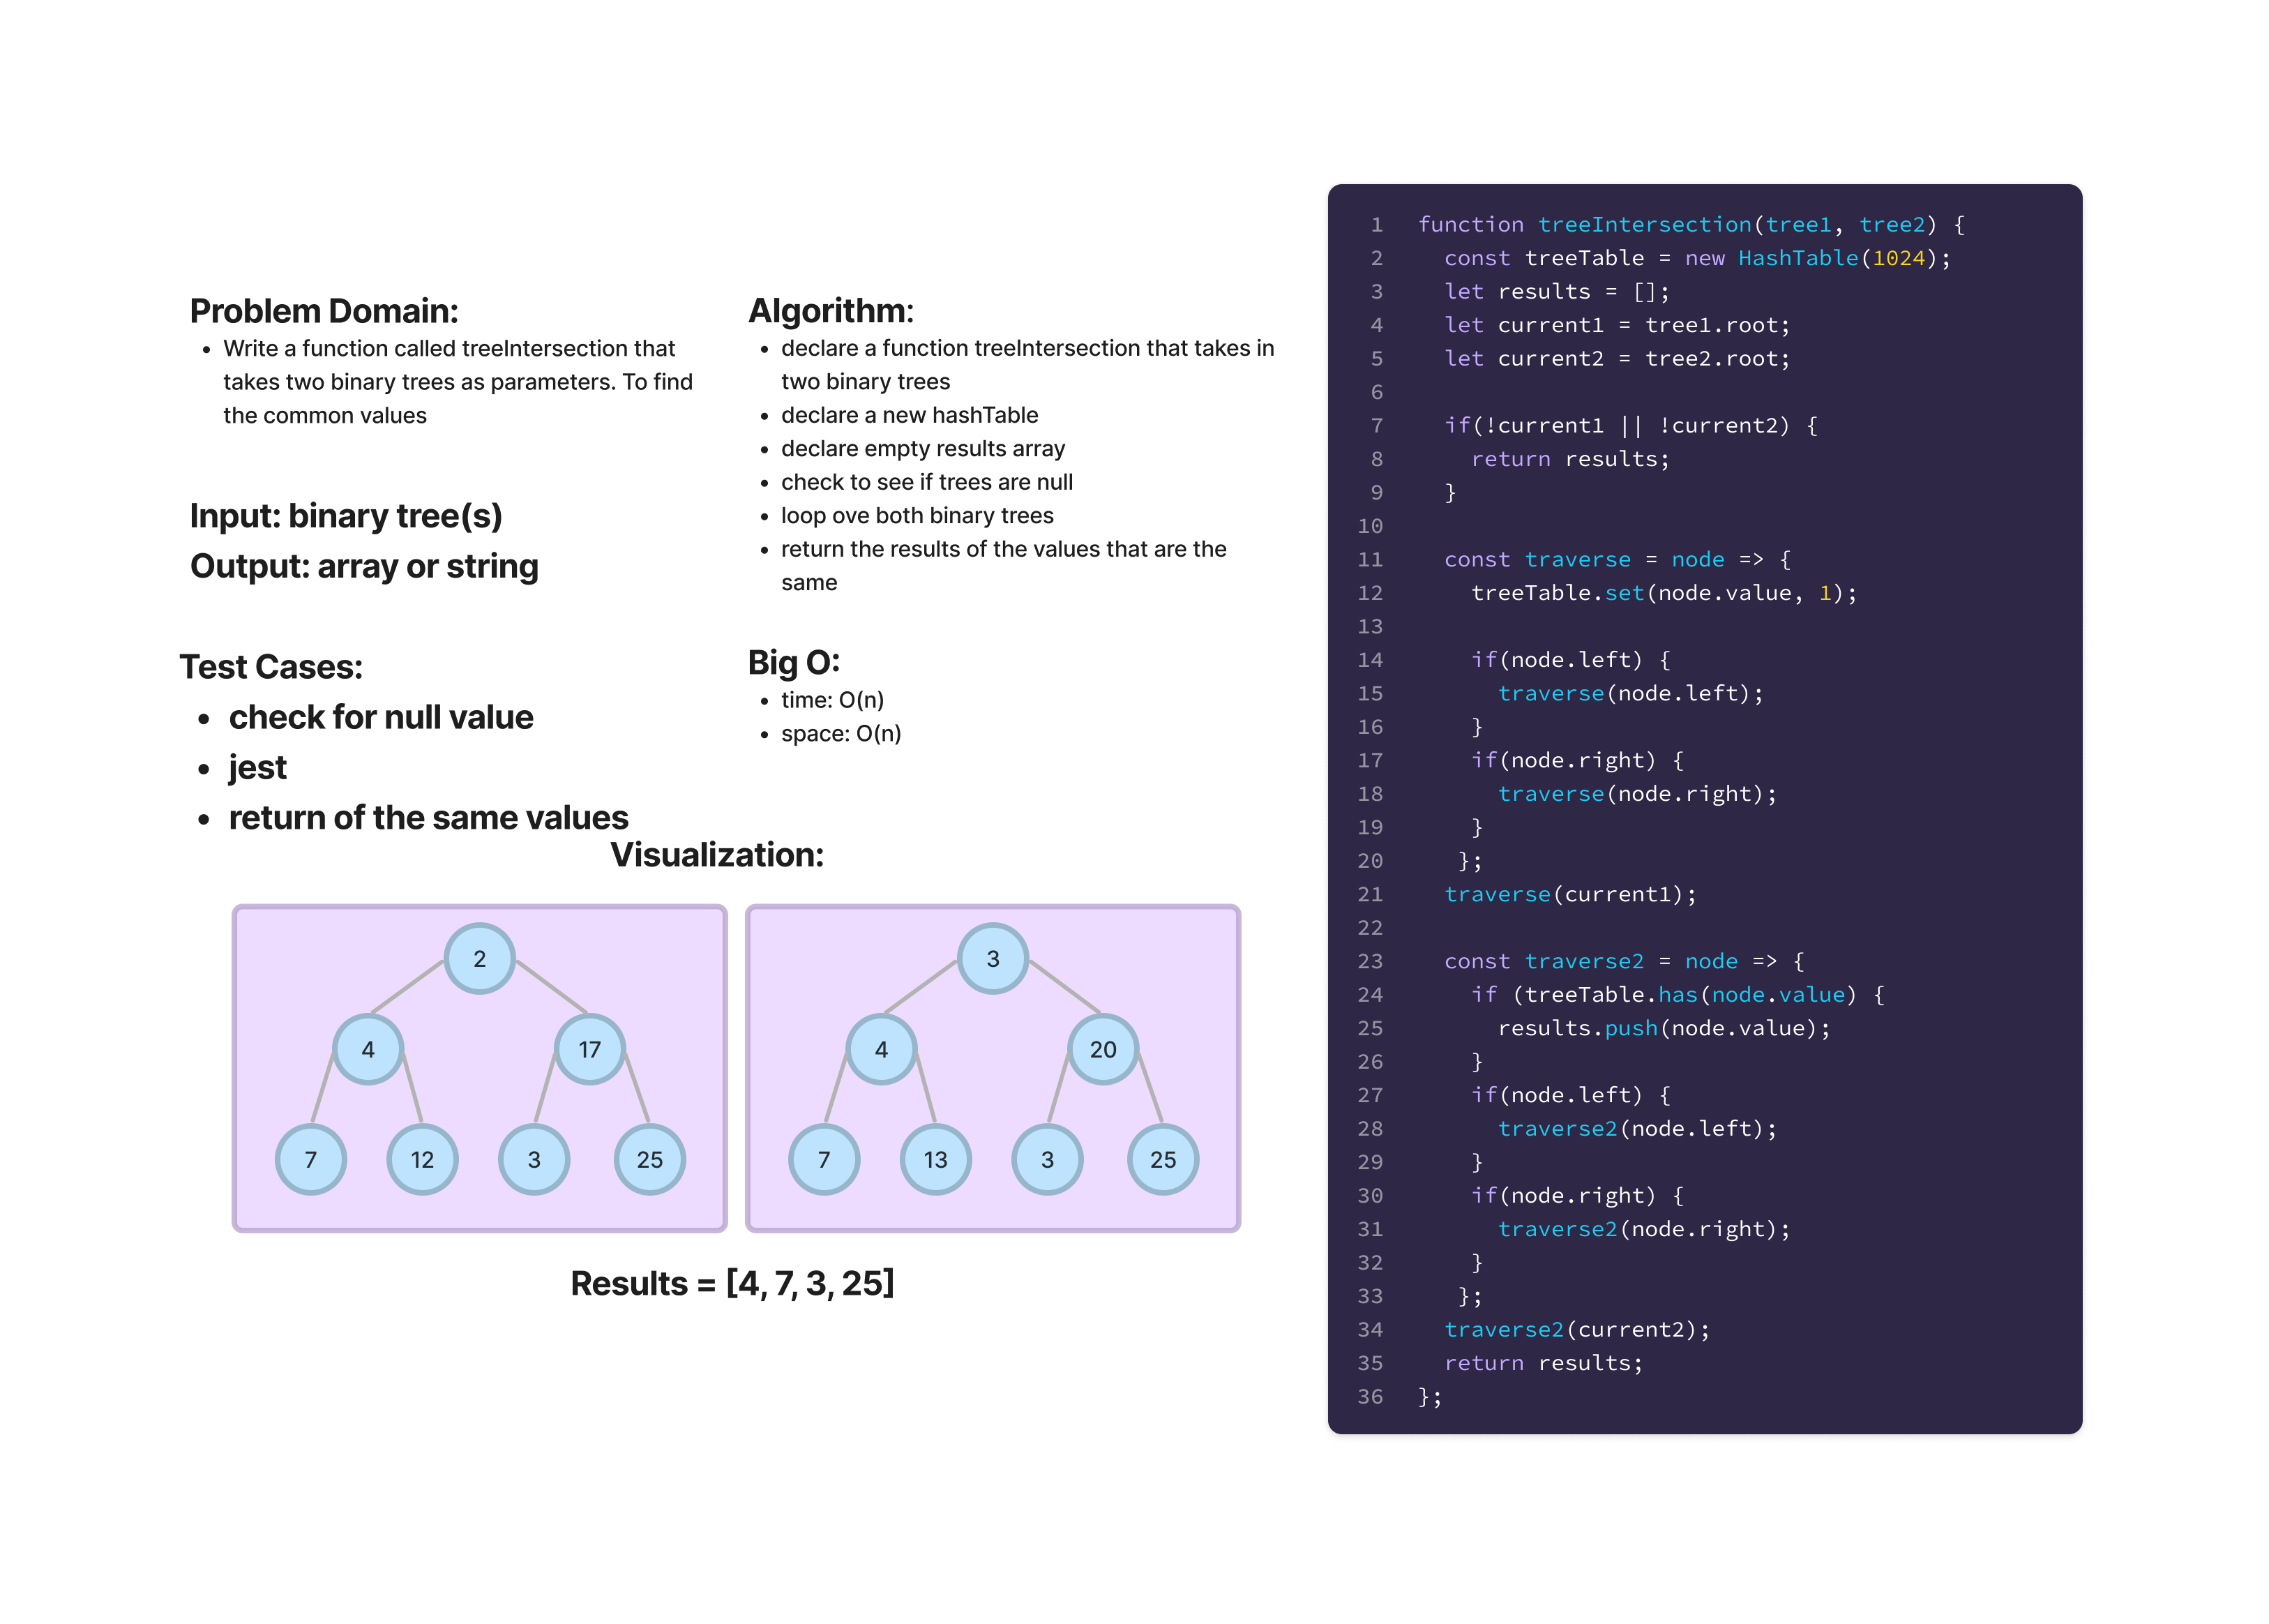 Problem Domain:
• Write a function called treeIntersection that
takes two binary trees as parameters. To find
the common values
Input: binary tree(s)
Output: array or string
Test Cases:
• check for null value
• jest
• return of the same values
Algorithm:
• declare a function treeIntersection that takes in
two binary trees
• declare a new hashTable
• declare empty results array
• check to see if trees are null
• loop ove both binary trees
• return the results of the values that are the
same
Big O:
• time: O(n)
• space: O(n)
Visualization:
2
4 17
7 12 3 25
3
4 20
7 13 3 25
Results = [4, 7, 3, 25]
1 function treeIntersection(tree1, tree2) {
2   const treeTable = new HashTable(1024);
3   let results = [];
4   let current1 = tree1.root;
5   let current2 = tree2.root;
6
7   if(!current1 || !current2) {
8     return results;
9   }
10
11   const traverse = node => {
12     treeTable.set(node.value, 1);
13
14     if(node.left) {
15       traverse(node.left);
16     }
17     if(node.right) {
18       traverse(node.right);
19     }
20    };
21   traverse(current1);
22
23   const traverse2 = node => {
24     if (treeTable.has(node.value) {
25       results.push(node.value);
26     }
27     if(node.left) {
28       traverse2(node.left);
29     }
30     if(node.right) {
31       traverse2(node.right);
32     }
33    };
34   traverse2(current2);
35   return results;
36 };